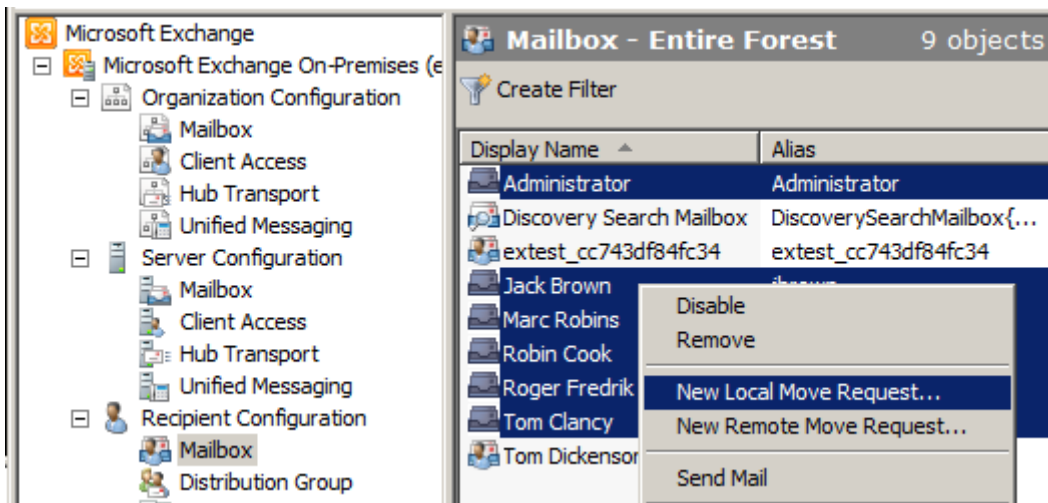 Microsoft Exchange
Microsoft Exchange On-Premises (e
Organization Configuration
Mailbox
Client Access
Hub Transport
Unified Messaging
Server Configuration
Mailbox
Client Access
Hub Transport
Unified Messaging
Recipient Configuration
Mailbox
Distribution Group
Mailbox - Entire Forest 9 objects
Create Filter
Display Name Alias
Administrator Administrator
Discovery Search Mailbox DiscoverySearchMailbox{...
extest_cc743df84fc34 extest_cc743df84fc34
Jack Brown
Marc Robins
Robin Cook
Roger Fredrik
Tom Clancy
Tom Dickenson
Disable
Remove
New Local Move Request...
New Remote Move Request...
Send Mail